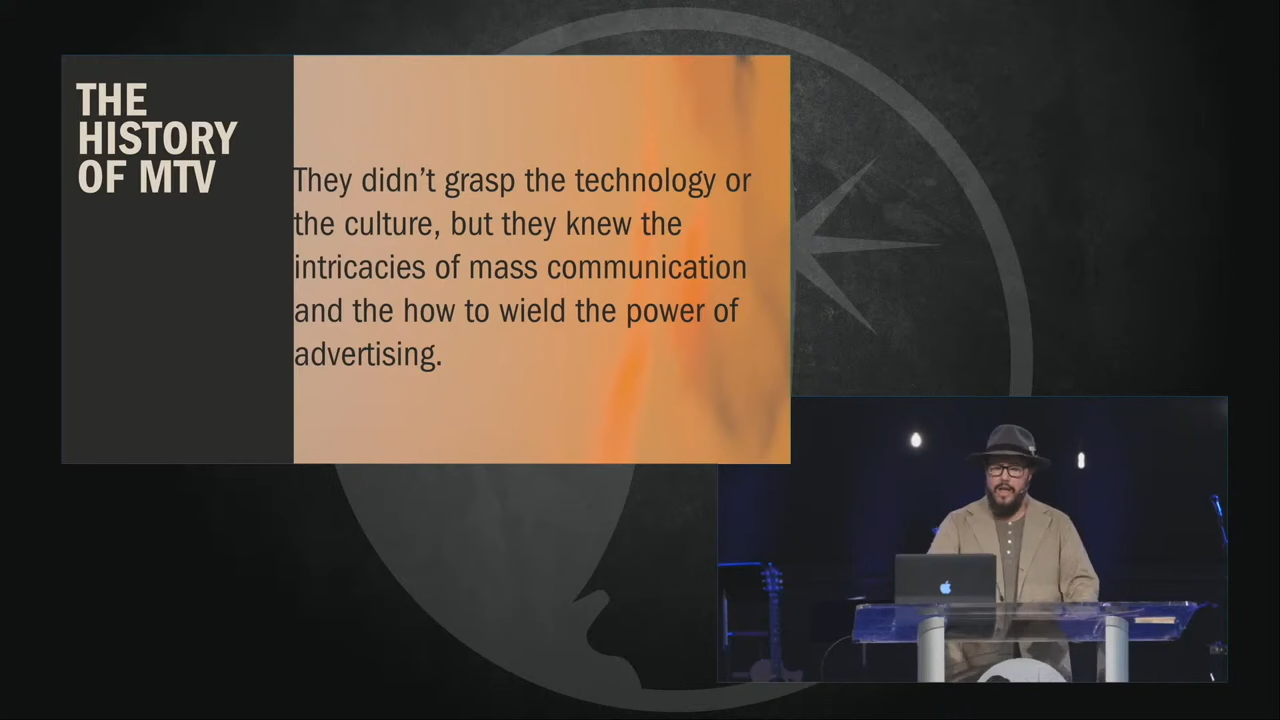 THE
HISTORY
OF MTV
They didn’t grasp the technology or
the culture, but they knew the
intricacies of mass communication
and the how to wield the power of
advertising.